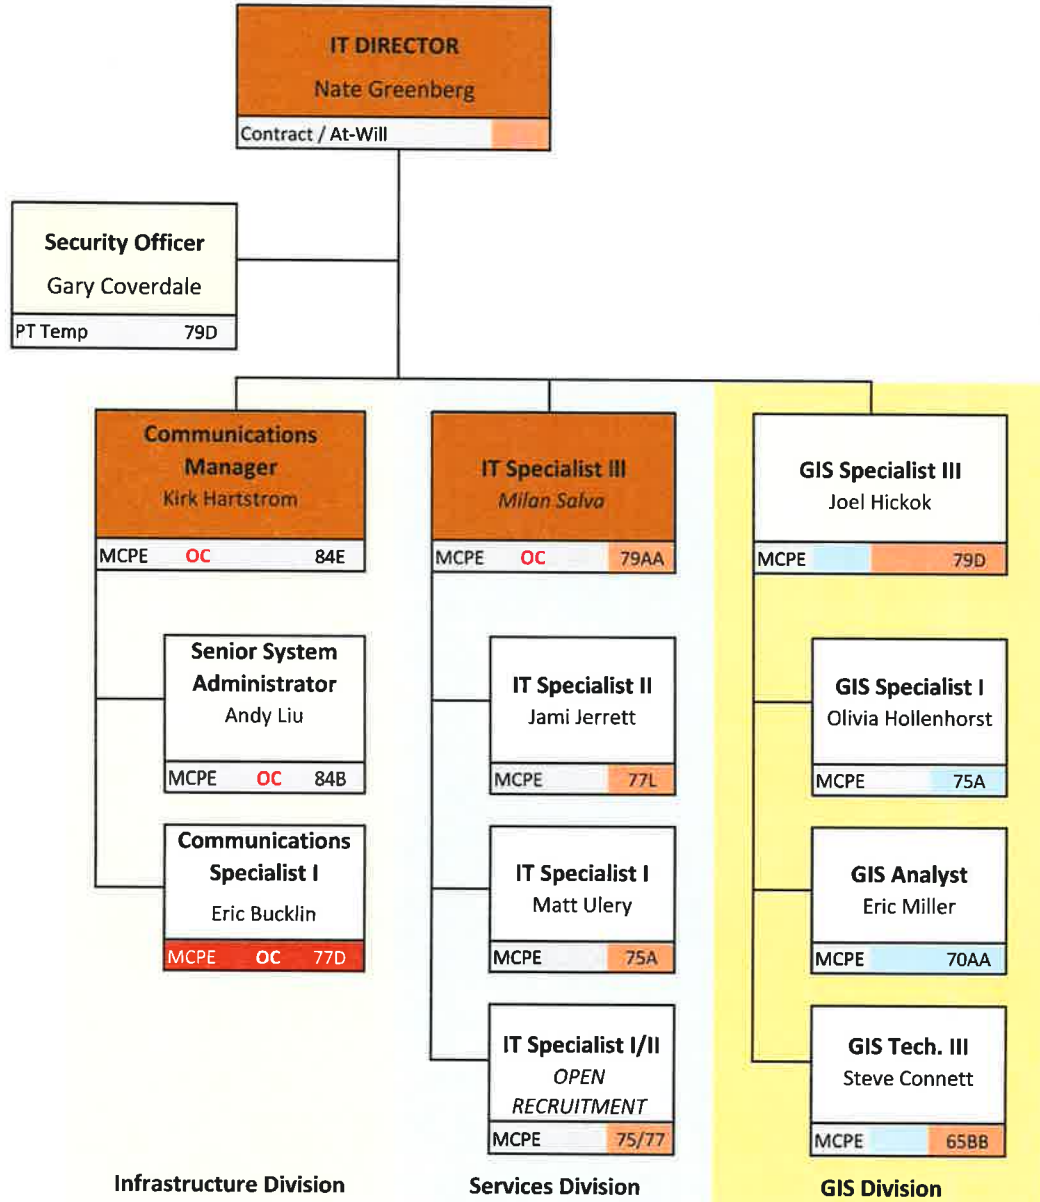 IT DIRECTOR
Nate Greenberg
Contract / At-Will
Security Officer
Gary Coverdale
PT Temp 79D
Communications
Manager
Kirk Hartstrom
MCPE OC 84E
Senior System
Administrator
Andy Liu
MCPE OC 84B
Communications
Specialist I
Eric Bucklin
MCPE OC 77D
Infrastructure Division
IT Specialist III
Milan Salva
MCPE OC 79AA
IT Specialist II
Jami Jerrett
MCPE 77L
IT Specialist I
Matt Ulery
MCPE 75A
IT Specialist I/II
OPEN
RECRUITMENT
MCPE 75/77
Services Division
GIS Specialist III
Joel Hickok
MCPE 79D
GIS Specialist I
Olivia Hollenhorst
MCPE 75A
GIS Analyst
Eric Miller
MCPE 70AA
GIS Tech. III
Steve Connett
MCPE 65BB
GIS Division